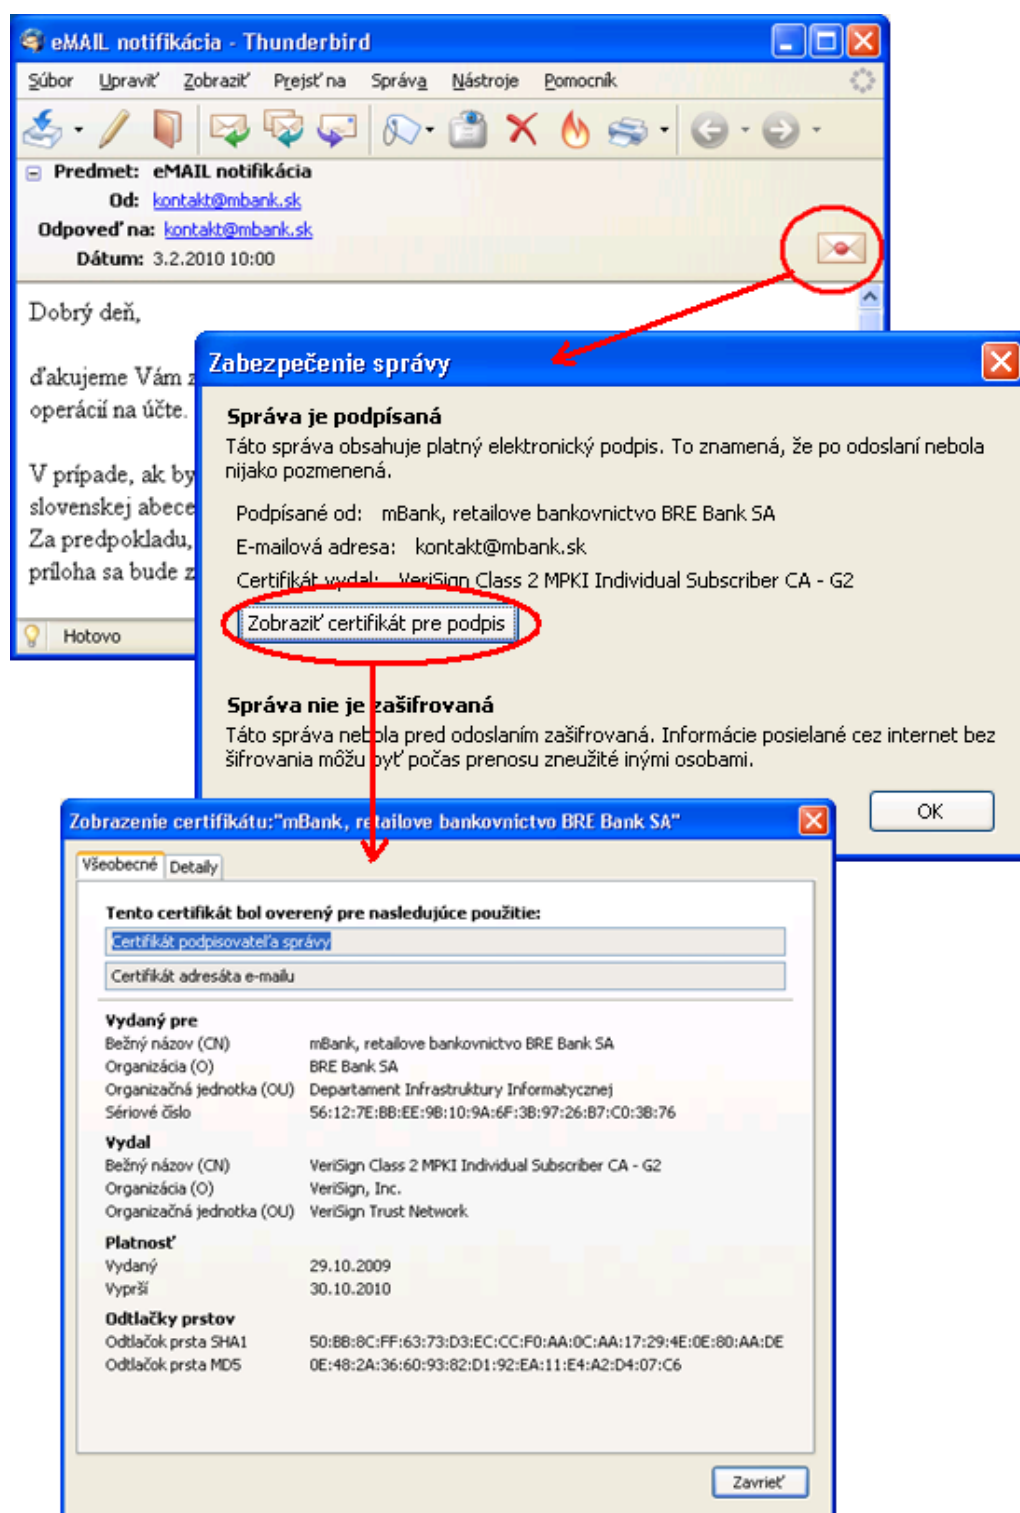 eMAIL notifikácia - Thunderbird
Súbor Upraviť Zobraziť Prejsť na Správa Nástroje Pomocník
Predmet: eMAIL notifikácia
Od: kontakt@mbank.sk
Odpoveď na: kontakt@mbank.sk
Dátum: 3.2.2010 10:00
Dobrý deň,
ďakujeme Vám z
operácií na účte.
V prípade, ak by
slovenskej abece
Za predpokladu,
príloha sa bude z
Hotovo
Zabezpečenie správy
Správa je podpísaná
Táto správa obsahuje platný elektronický podpis. To znamená, že po odoslaní nebola
nijako pozmenená.
Podpísané od: mBank, retailove bankovnictvo BRE Bank SA
E-mailová adresa: kontakt@mbank.sk
Certifikát vydal: VeriSign Class 2 MPKI Individual Subscriber CA - G2
Zobraziť certifikát pre podpis
Správa nie je zašifrovaná
Táto správa nebola pred odoslaním zašifrovaná. Informácie posielané cez internet bez
šifrovania môžu byť počas prenosu zneužité inými osobami.
OK
Zobrazenie certifikátu:"mBank, retailove bankovnictvo BRE Bank SA"
Všeobecné Detaily
Tento certifikát bol overený pre nasledujúce použitie:
Certifikát podpisovateľa správy
Certifikát adresáta e-mailu
Vydaný pre
Bežný názov (CN) mBank, retailove bankovnictvo BRE Bank SA
Organizácia (O) BRE Bank SA
Organizačná jednotka (OU) Departament Infrastruktury Informatycznej
Sériové číslo 56:12:7E:BB:EE:9B:10:9A:6F:3B:97:26:B7:C0:3B:76
Vydal
Bežný názov (CN) VeriSign Class 2 MPKI Individual Subscriber CA - G2
Organizácia (O) VeriSign, Inc.
Organizačná jednotka (OU) VeriSign Trust Network
Platnosť
Vydaný 29.10.2009
Vyprší 30.10.2010
Odtlačky prstov
Odtlačok prsta SHA1 50:BB:8C:FF:63:73:D3:EC:CC:F0:AA:0C:AA:17:29:4E:0E:80:AA:DE
Odtlačok prsta MD5 0E:48:2A:36:60:93:82:D1:92:EA:11:E4:A2:D4:07:C6
Zavrieť